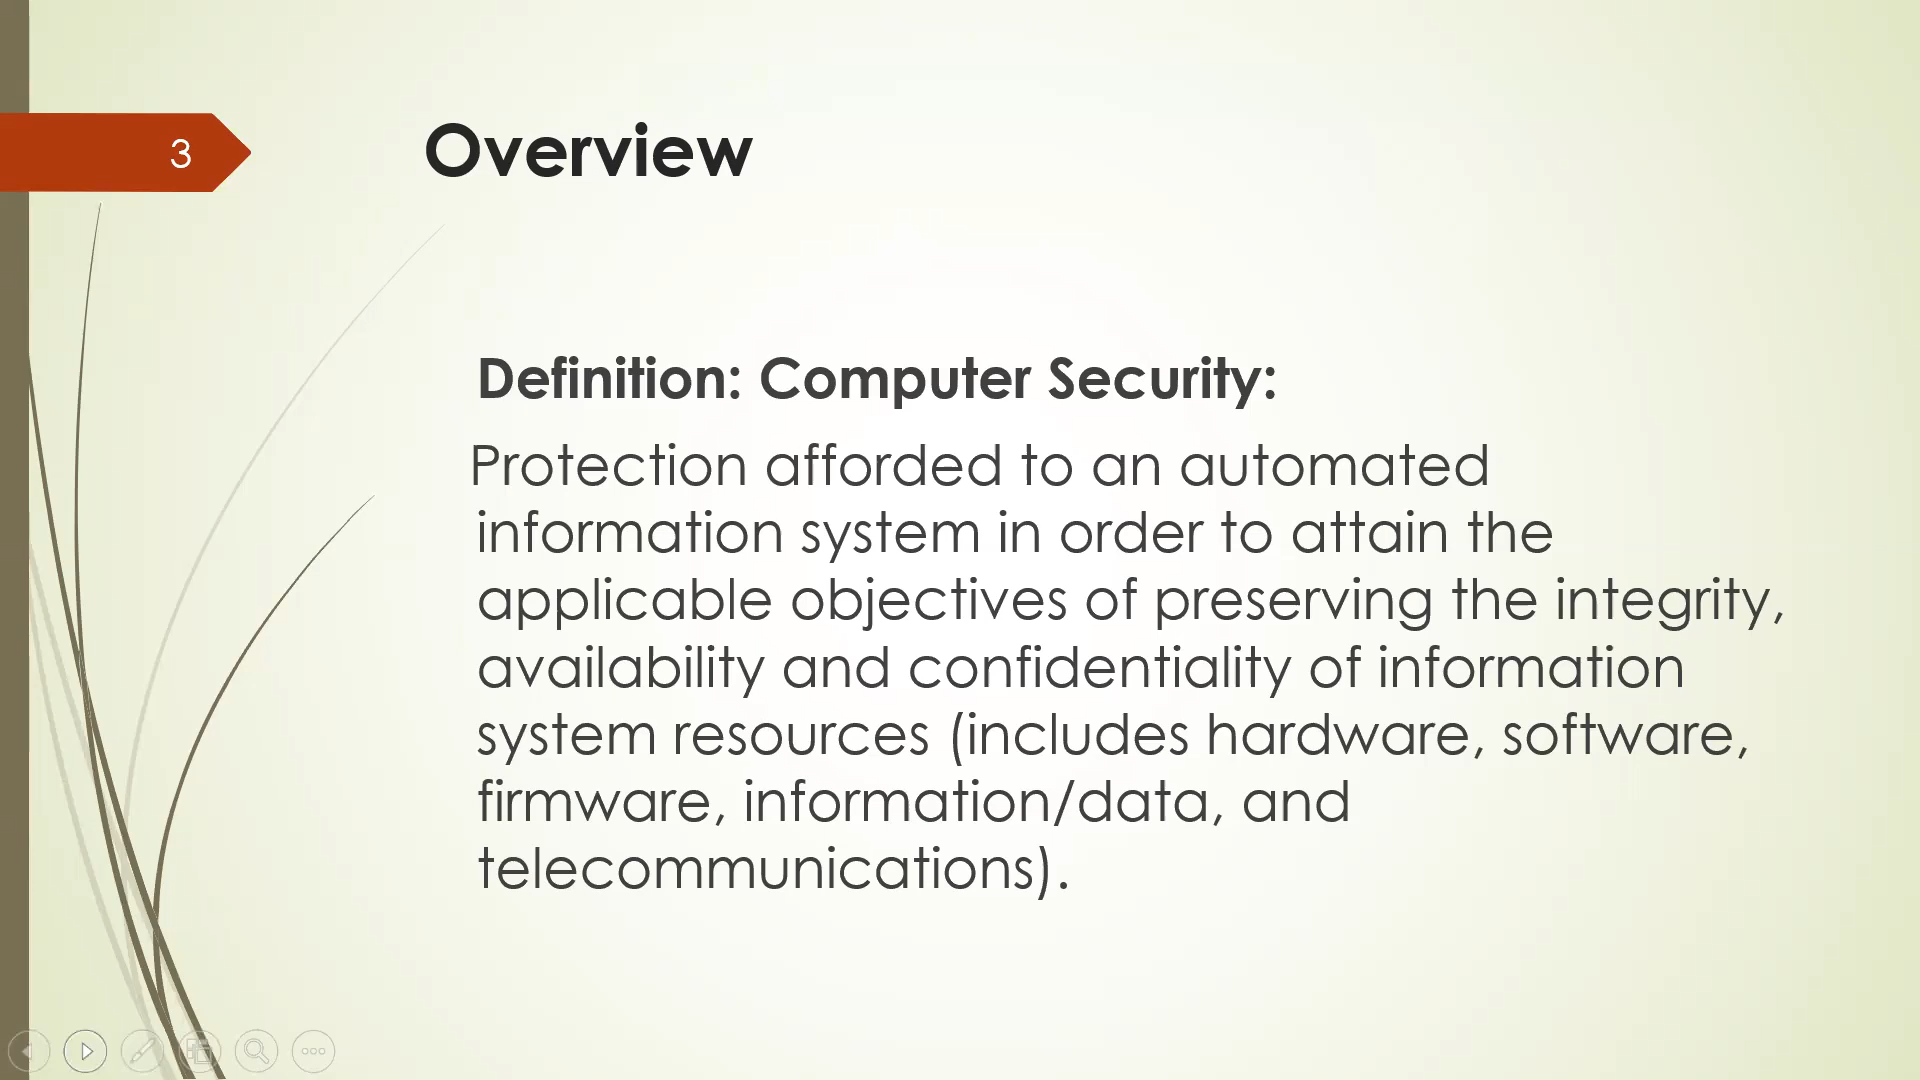 3
Overview
Definition: Computer Security:
Protection afforded to an automated
information system in order to attain the
applicable objectives of preserving the integrity,
availability and confidentiality of information
system resources (includes hardware, software,
firmware, information/data, and
telecommunications).